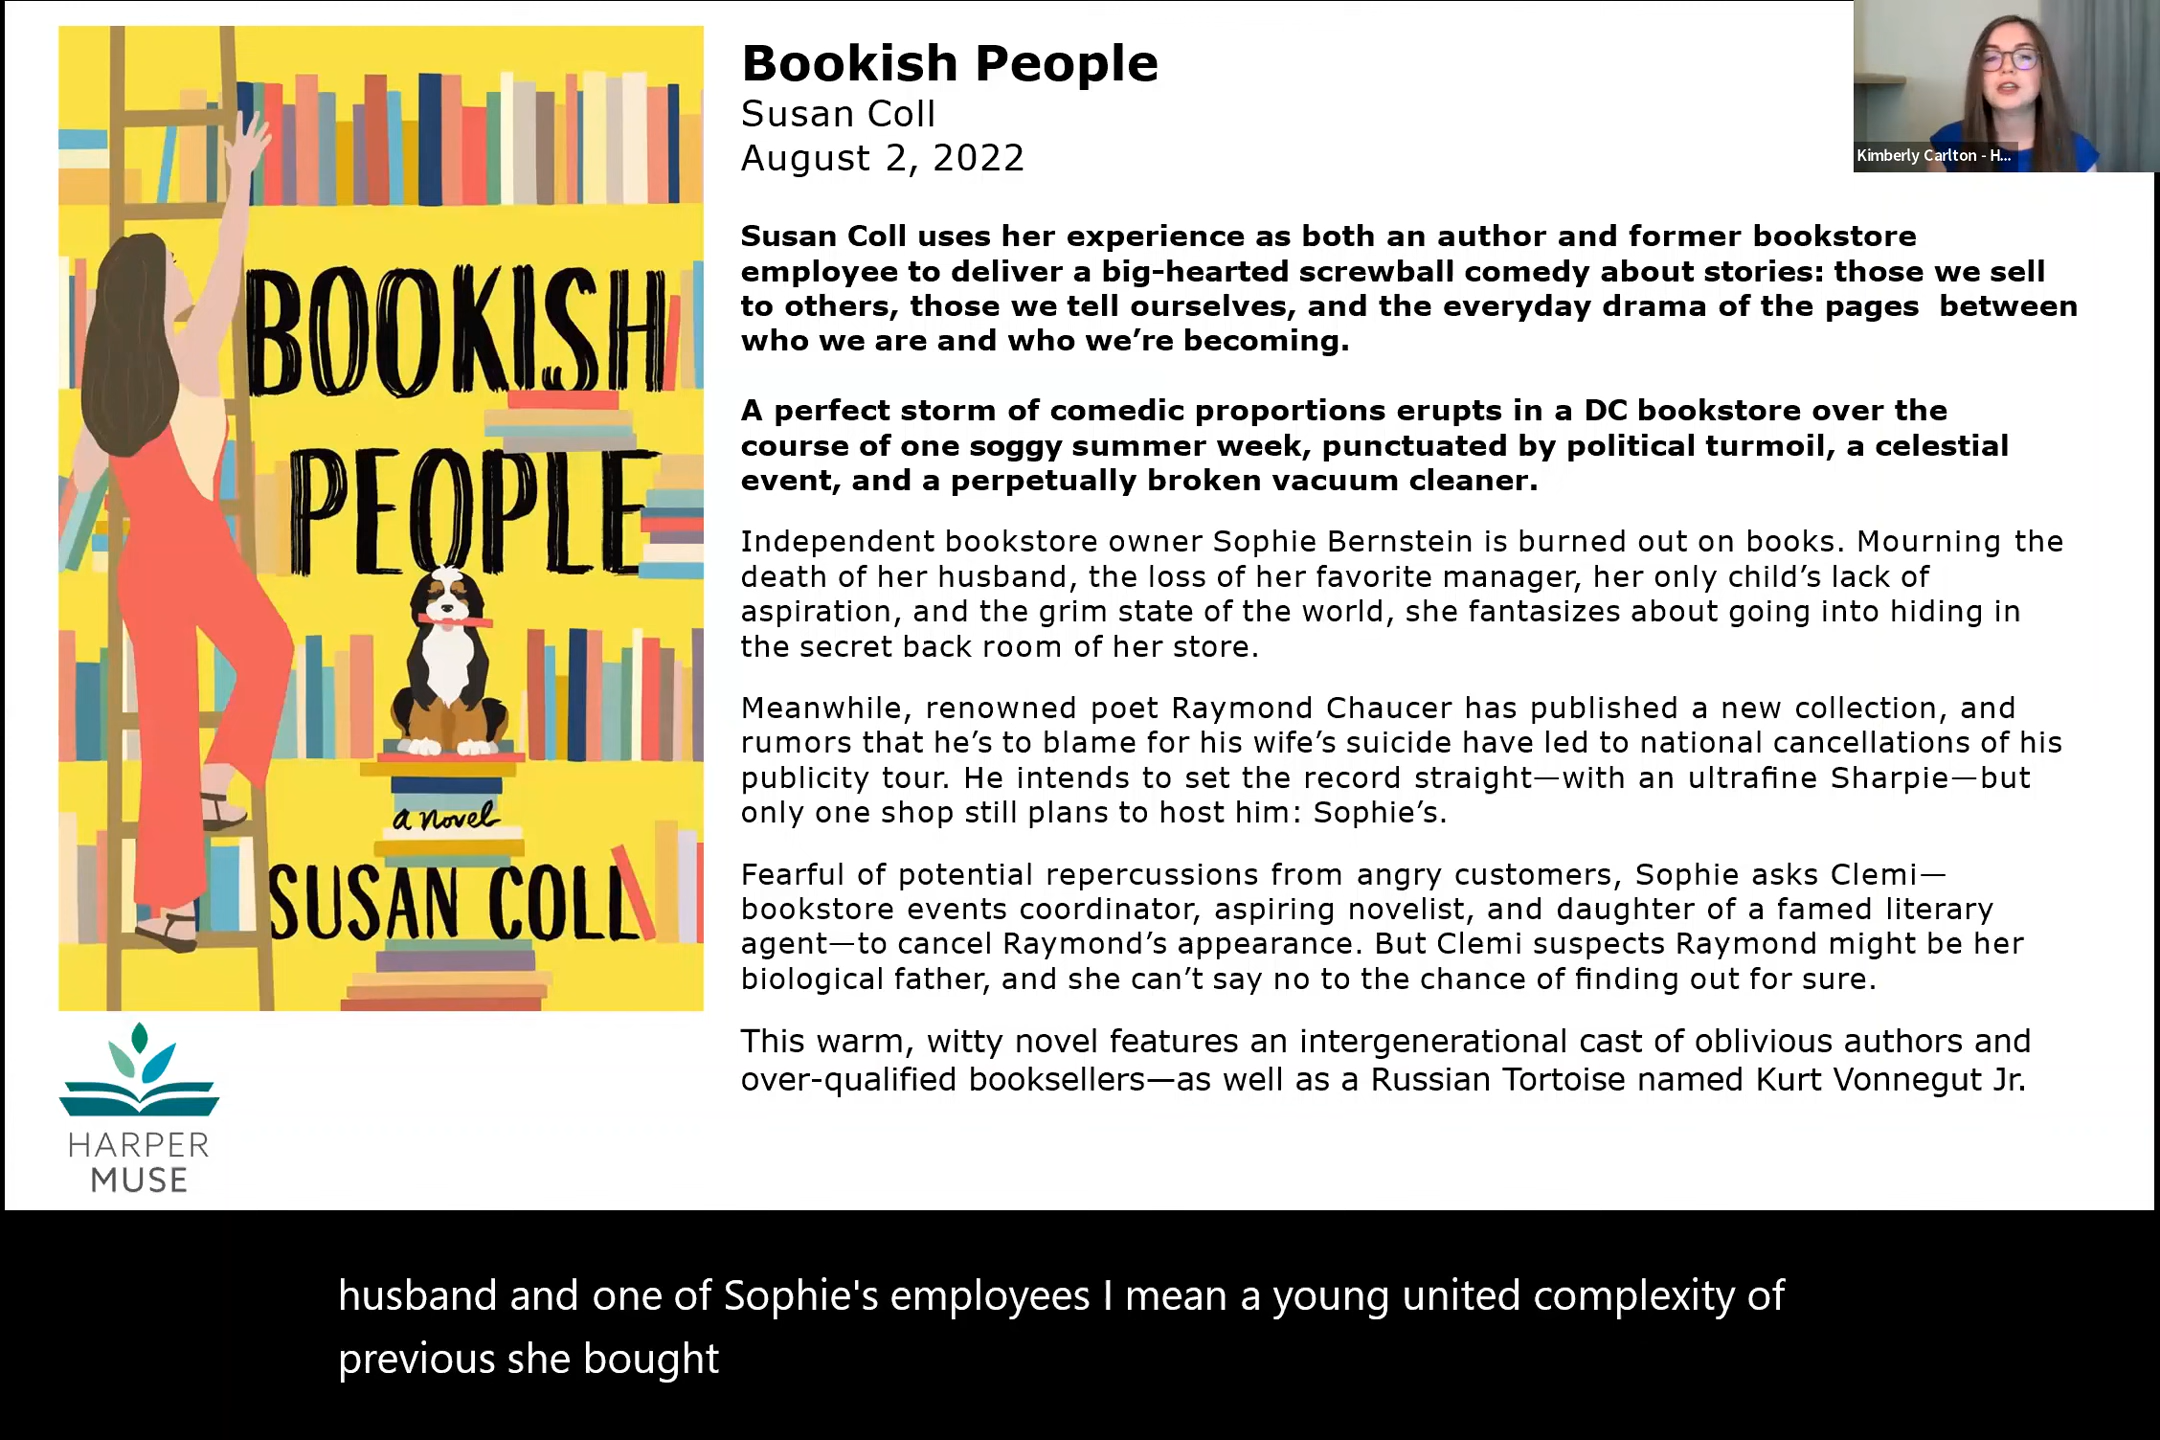 BOOKISH
PEOPLE
a novel
SUSAN COLL
HARPER
MUSE
Bookish People
Susan Coll
August 2, 2022
Susan Coll uses her experience as both an author and former bookstore
employee to deliver a big-hearted screwball comedy about stories: those we sell
to others, those we tell ourselves, and the everyday drama of the pages  between
who we are and who we’re becoming.
A perfect storm of comedic proportions erupts in a DC bookstore over the
course of one soggy summer week, punctuated by political turmoil, a celestial
event, and a perpetually broken vacuum cleaner.
Independent bookstore owner Sophie Bernstein is burned out on books. Mourning the
death of her husband, the loss of her favorite manager, her only child’s lack of
aspiration, and the grim state of the world, she fantasizes about going into hiding in
the secret back room of her store.
Meanwhile, renowned poet Raymond Chaucer has published a new collection, and
rumors that he’s to blame for his wife’s suicide have led to national cancellations of his
publicity tour. He intends to set the record straight—with an ultrafine Sharpie—but
only one shop still plans to host him: Sophie’s.
Fearful of potential repercussions from angry customers, Sophie asks Clemi—
bookstore events coordinator, aspiring novelist, and daughter of a famed literary
agent—to cancel Raymond’s appearance. But Clemi suspects Raymond might be her
biological father, and she can’t say no to the chance of finding out for sure.
This warm, witty novel features an intergenerational cast of oblivious authors and
over-qualified booksellers—as well as a Russian Tortoise named Kurt Vonnegut Jr.
Kimberly Carlton - H...
husband and one of Sophie's employees I mean a young united complexity of
previous she bought